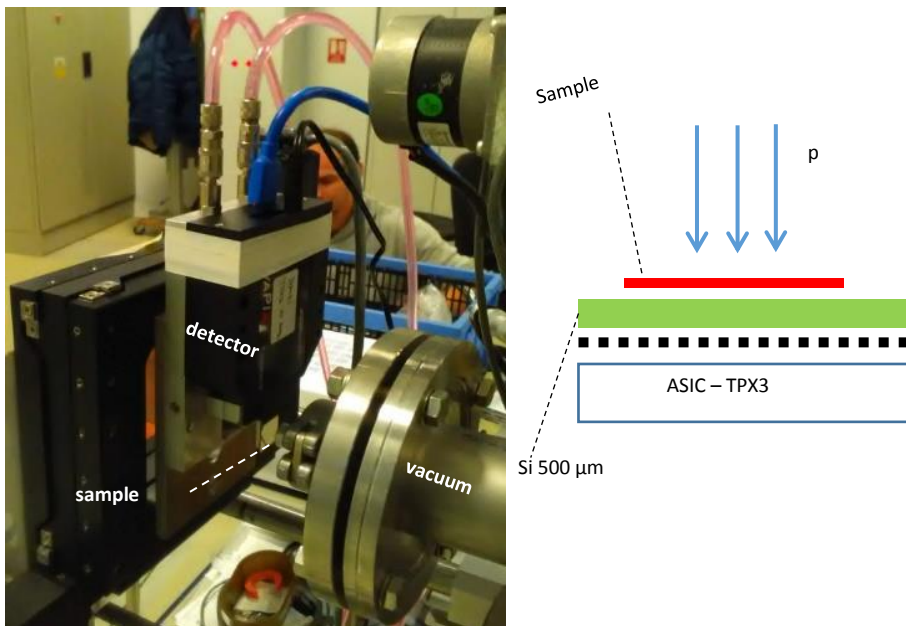 detector
sample
vacuum
Sample
p
ASIC – TPX3
Si 500 µm